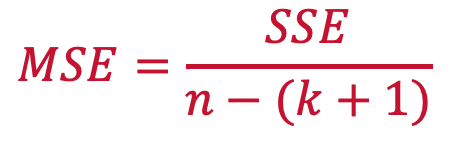 MSE = SSE / n − (k + 1)